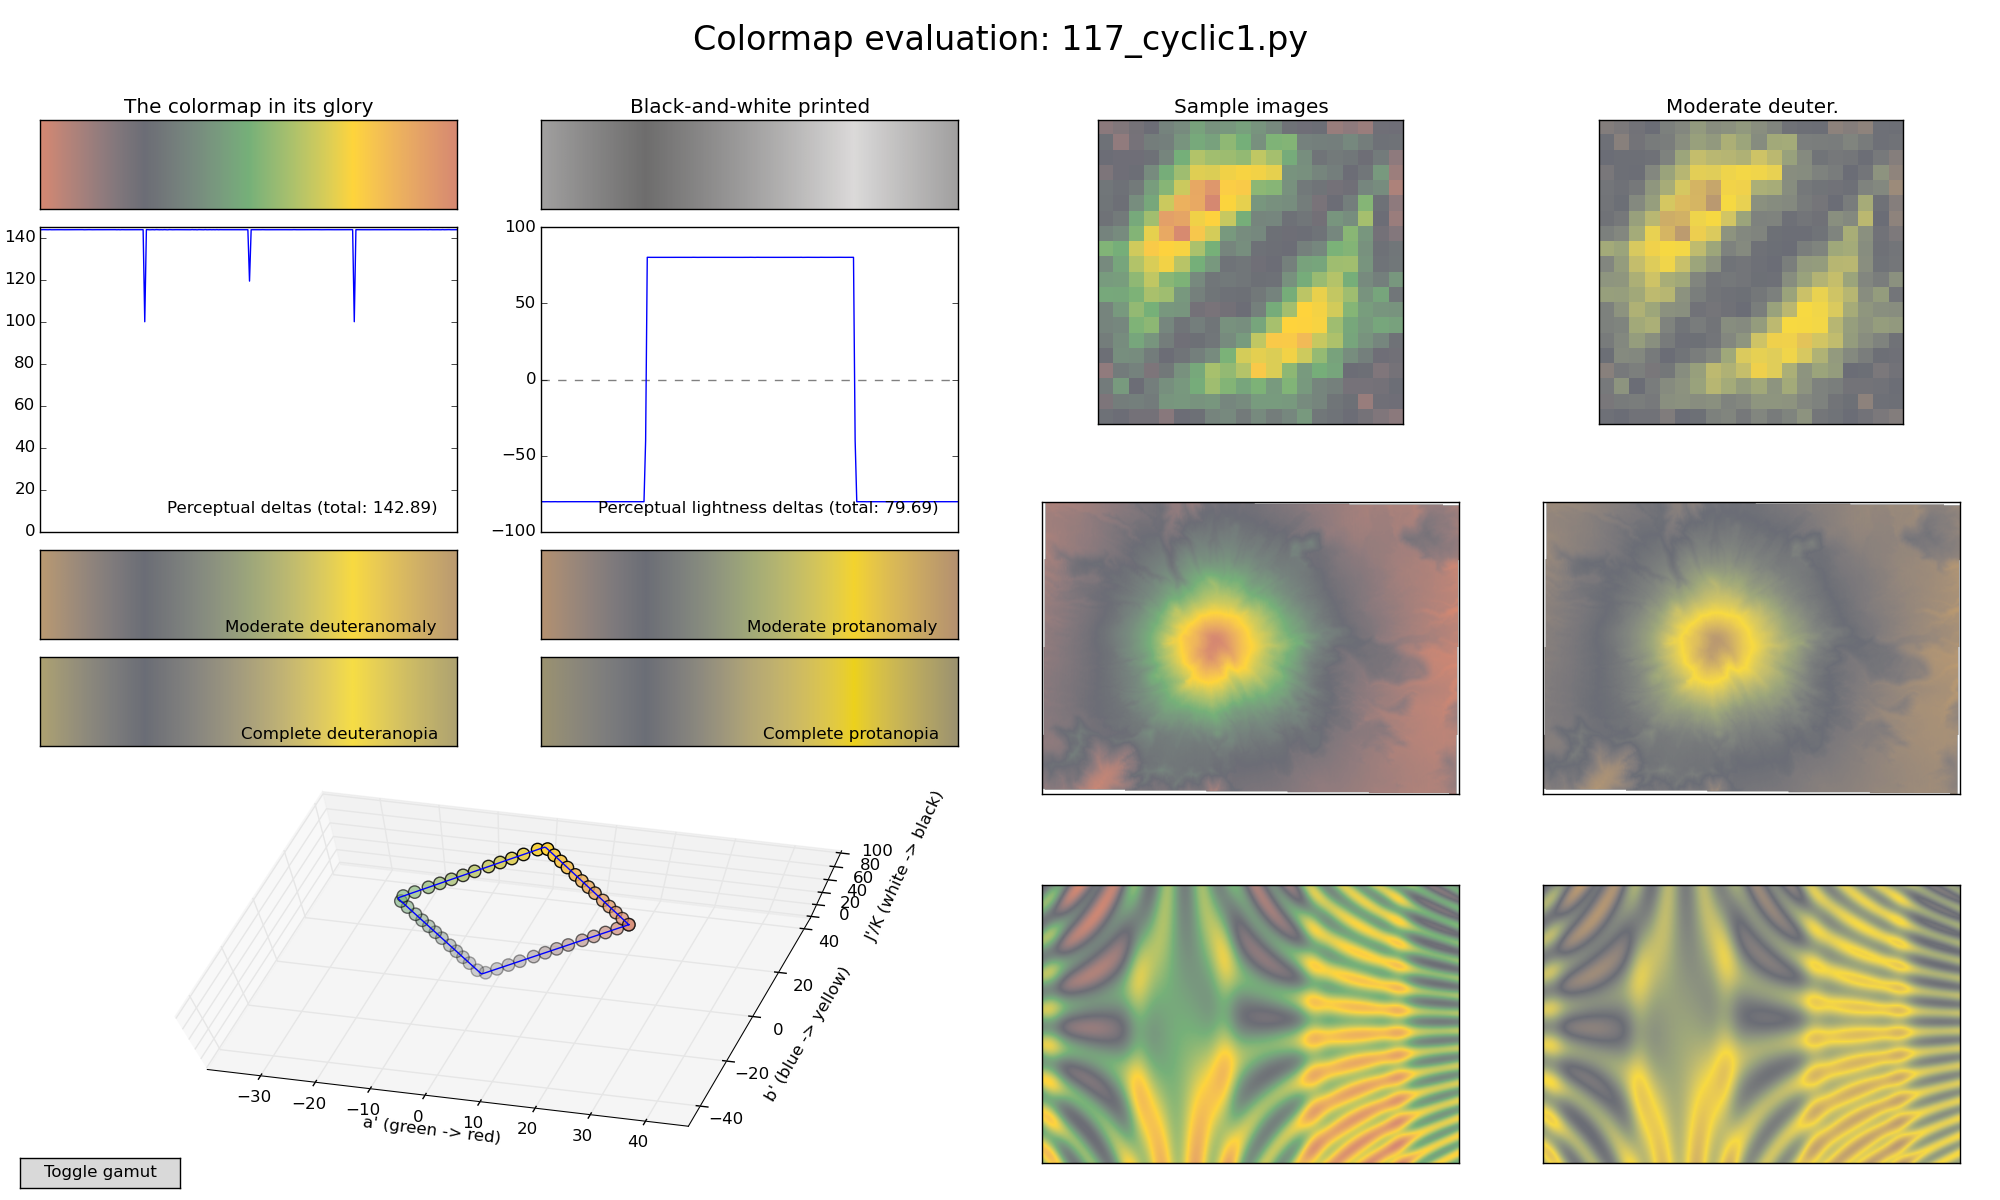 Colormap evaluation: 117_cyclic1.py
The colormap in its glory
Black-and-white printed
Sample images
Moderate deuter.
140
120
100
80
60
40
20
0
Perceptual deltas (total: 142.89)
100
50
0
−50
−100
Perceptual lightness deltas (total: 79.69)
Moderate deuteranomaly
Moderate protanomaly
Complete deuteranopia
Complete protanopia
−30
−20
−10
0
10
20
30
40
a' (green -> red)
−40
−20
0
20
40
b' (blue -> yellow)
0
20
40
60
80
100
J'/K (white -> black)
Toggle gamut